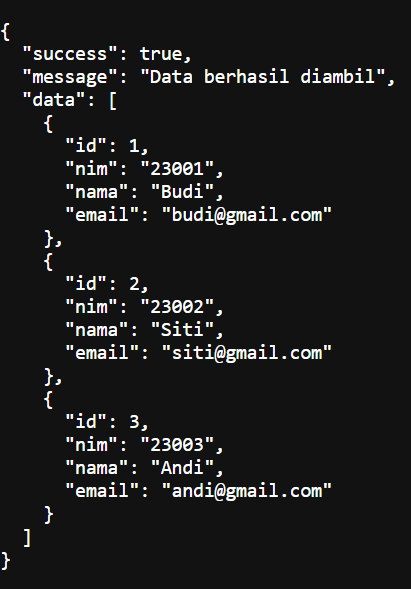 {
  "success": true,
  "message": "Data berhasil diambil",
  "data": [
    {
      "id": 1,
      "nim": "23001",
      "nama": "Budi",
      "email": "budi@gmail.com"
    },
    {
      "id": 2,
      "nim": "23002",
      "nama": "Siti",
      "email": "siti@gmail.com"
    },
    {
      "id": 3,
      "nim": "23003",
      "nama": "Andi",
      "email": "andi@gmail.com"
    }
  ]
}